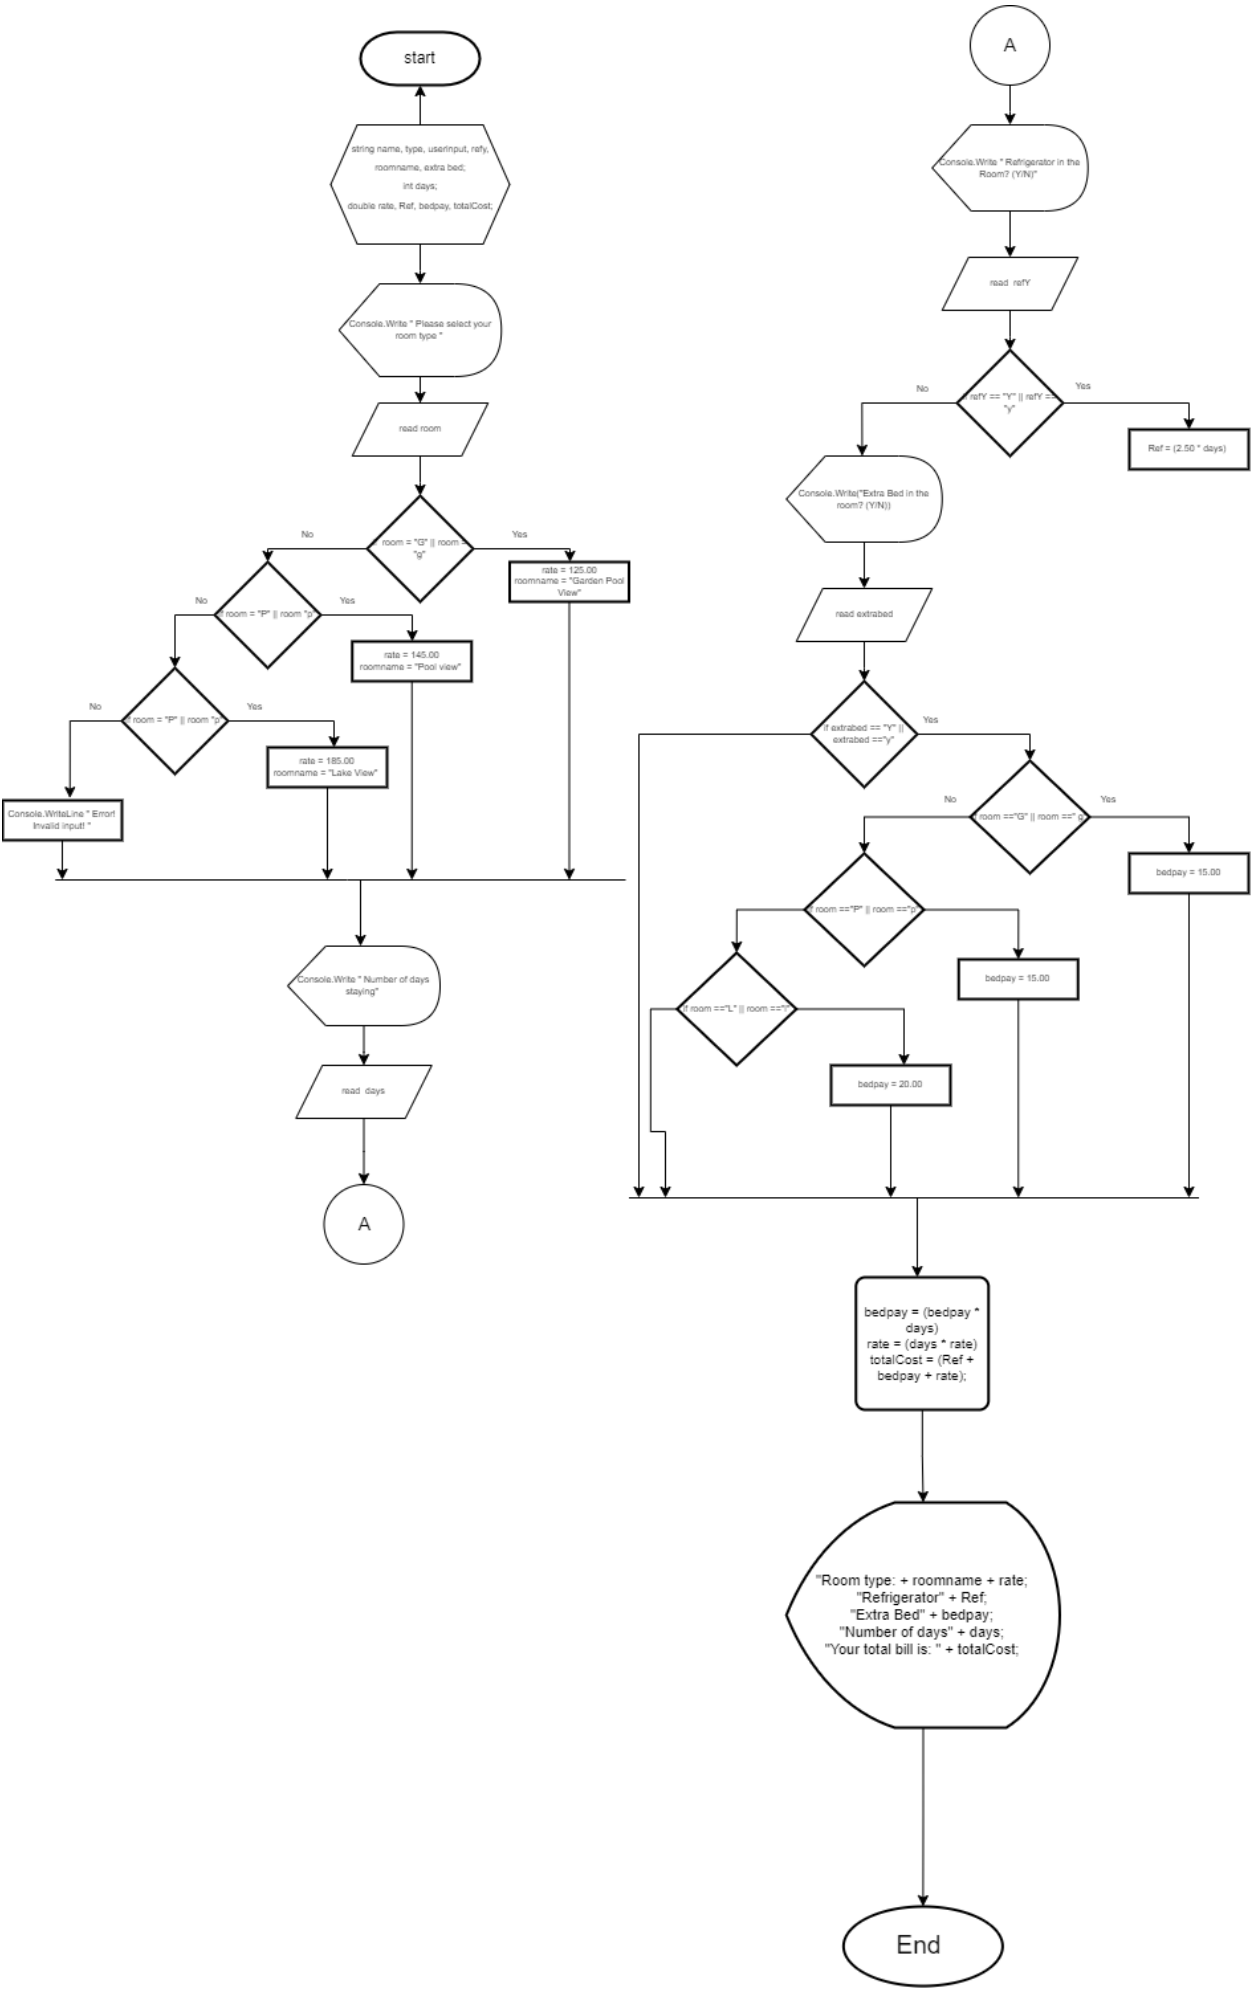 start
string name, type, userInput, refy,
roomname, extra bed;
int days;
double rate, Ref, bedpay, totalCost;
Console.Write " Please select your
room type "
read room
room = "G" || room =
"g"
No
Yes
rate = 125.00
roomname = "Garden Pool
View"
if room = "P" || room "p"
No
Yes
rate = 145.00
roomname = "Pool view"
if room = "P" || room "p"
No
Yes
rate = 185.00
roomname = "Lake View"
Console.WriteLine " Error!
Invalid input! "
Console.Write " Number of days
staying"
read days
A
A
Console.Write " Refrigerator in the
Room? (Y/N)"
read refY
if refY == "Y" || refY ==
"y"
No
Yes
Ref = (2.50 * days)
Console.Write("Extra Bed in the
room? (Y/N))
read extrabed
if extrabed == "Y" ||
extrabed =="y"
Yes
if room =="G" || room ==" g"
No
Yes
bedpay = 15.00
if room =="P" || room =="p"
bedpay = 15.00
if room =="L" || room =="l"
bedpay = 20.00
bedpay = (bedpay *
days)
rate = (days * rate)
totalCost = (Ref +
bedpay + rate);
"Room type: + roomname + rate;
"Refrigerator" + Ref;
"Extra Bed" + bedpay;
"Number of days" + days;
"Your total bill is: " + totalCost;
End